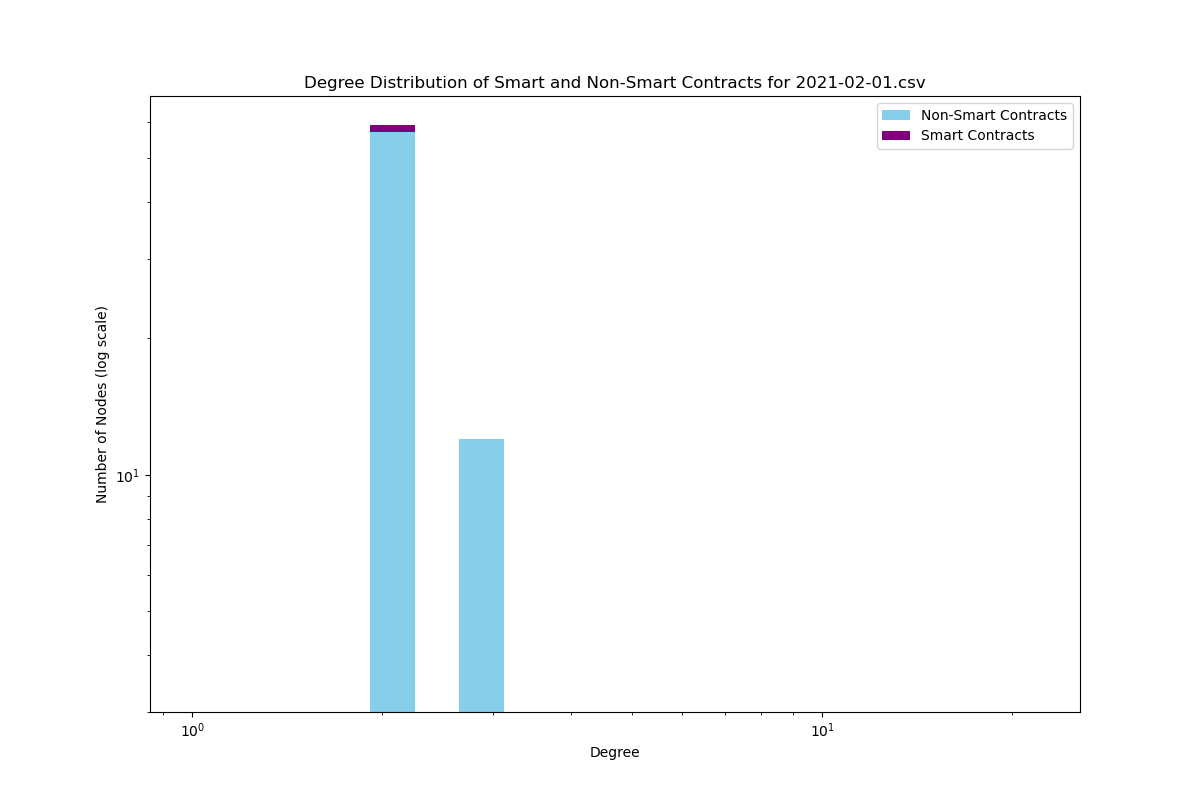 Degree Distribution of Smart and Non-Smart Contracts for 2021-02-01.csv
Non-Smart Contracts
Smart Contracts
Number of Nodes (log scale)
10¹
10⁰
10¹
Degree